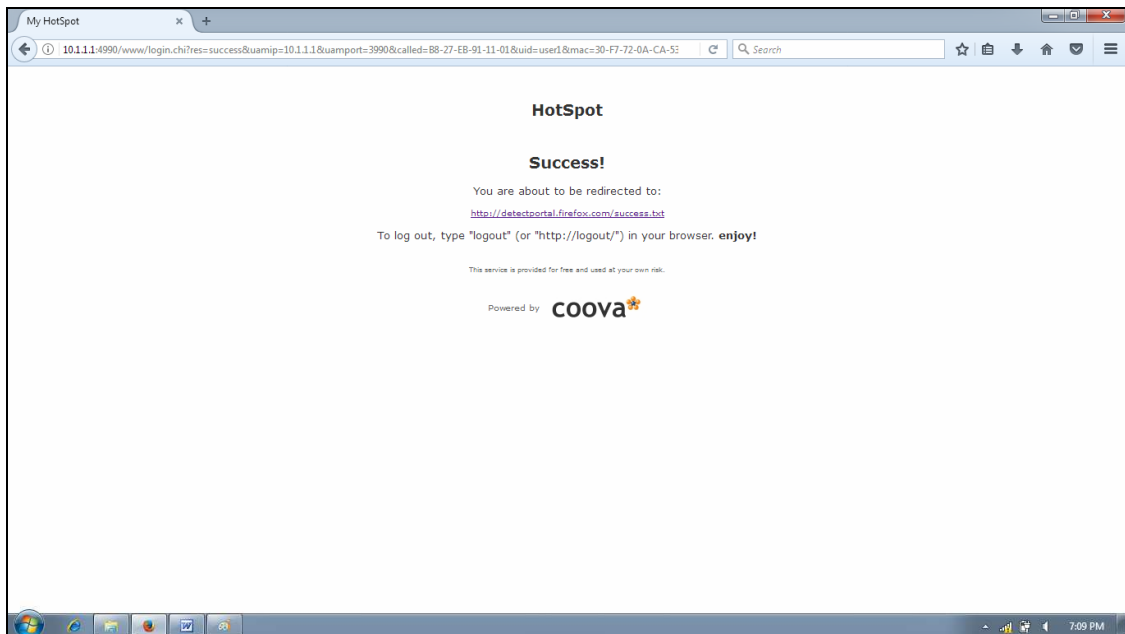 My HotSpot
10.1.1.1:4990/www/login.chi?res=success&uamip=10.1.1.1&uamport=3990&called=B8-27-EB-91-11-01&uid=user1&mac=30-F7-72-0A-CA-53
Search
HotSpot
Success!
You are about to be redirected to:
http://detectportal.firefox.com/success.txt
To log out, type "logout" (or "http://logout/") in your browser. enjoy!
This service is provided for free and used at your own risk.
Powered by coova
7:09 PM